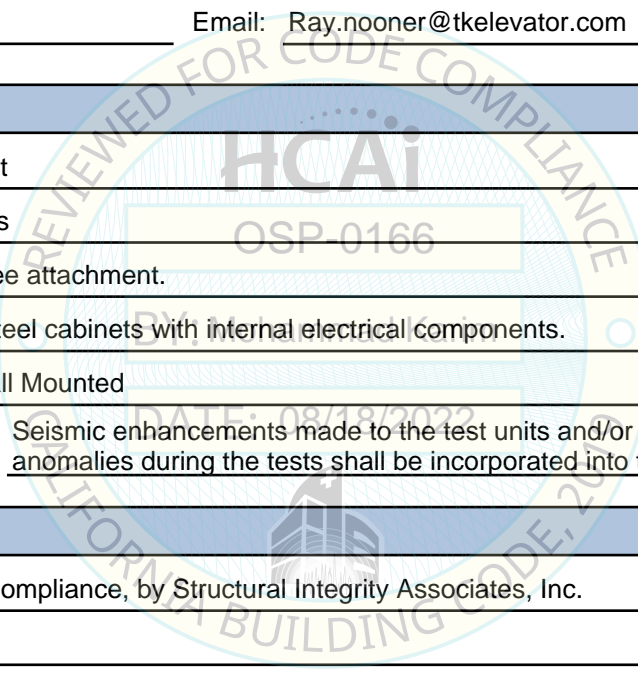 Email: Ray.nooner@tkelevator.com
REVIEWED FOR CODE COMPLIANCE
HCAi
OSP-0166
ee attachment.
teel cabinets with internal electrical components.
BY: Mohammad Karim
ll Mounted
DATE: 08/18/2022
Seismic enhancements made to the test units and/or
anomalies during the tests shall be incorporated into
ompliance, by Structural Integrity Associates, Inc.
CALIFORNIA BUILDING CODE,